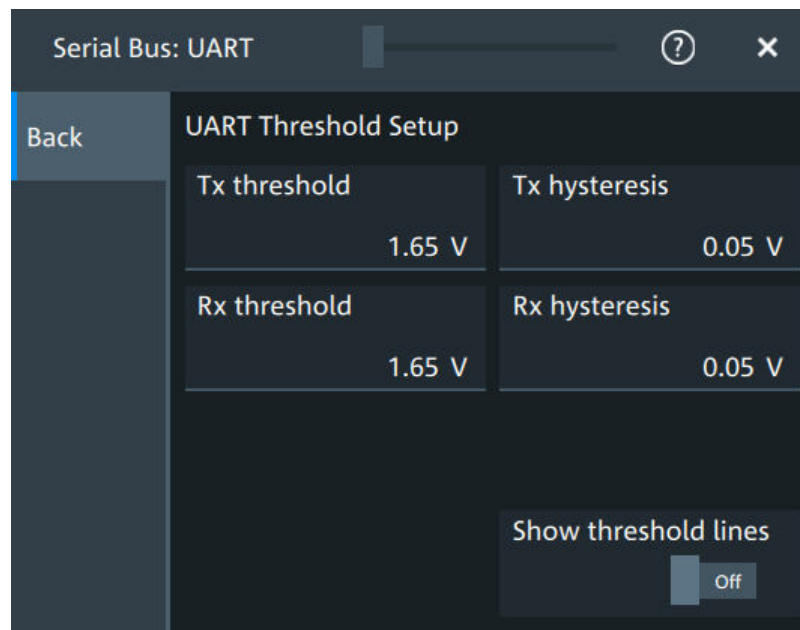 Serial Bus: UART
?
×
Back
UART Threshold Setup
Tx threshold
1.65 V
Tx hysteresis
0.05 V
Rx threshold
1.65 V
Rx hysteresis
0.05 V
Show threshold lines
Off